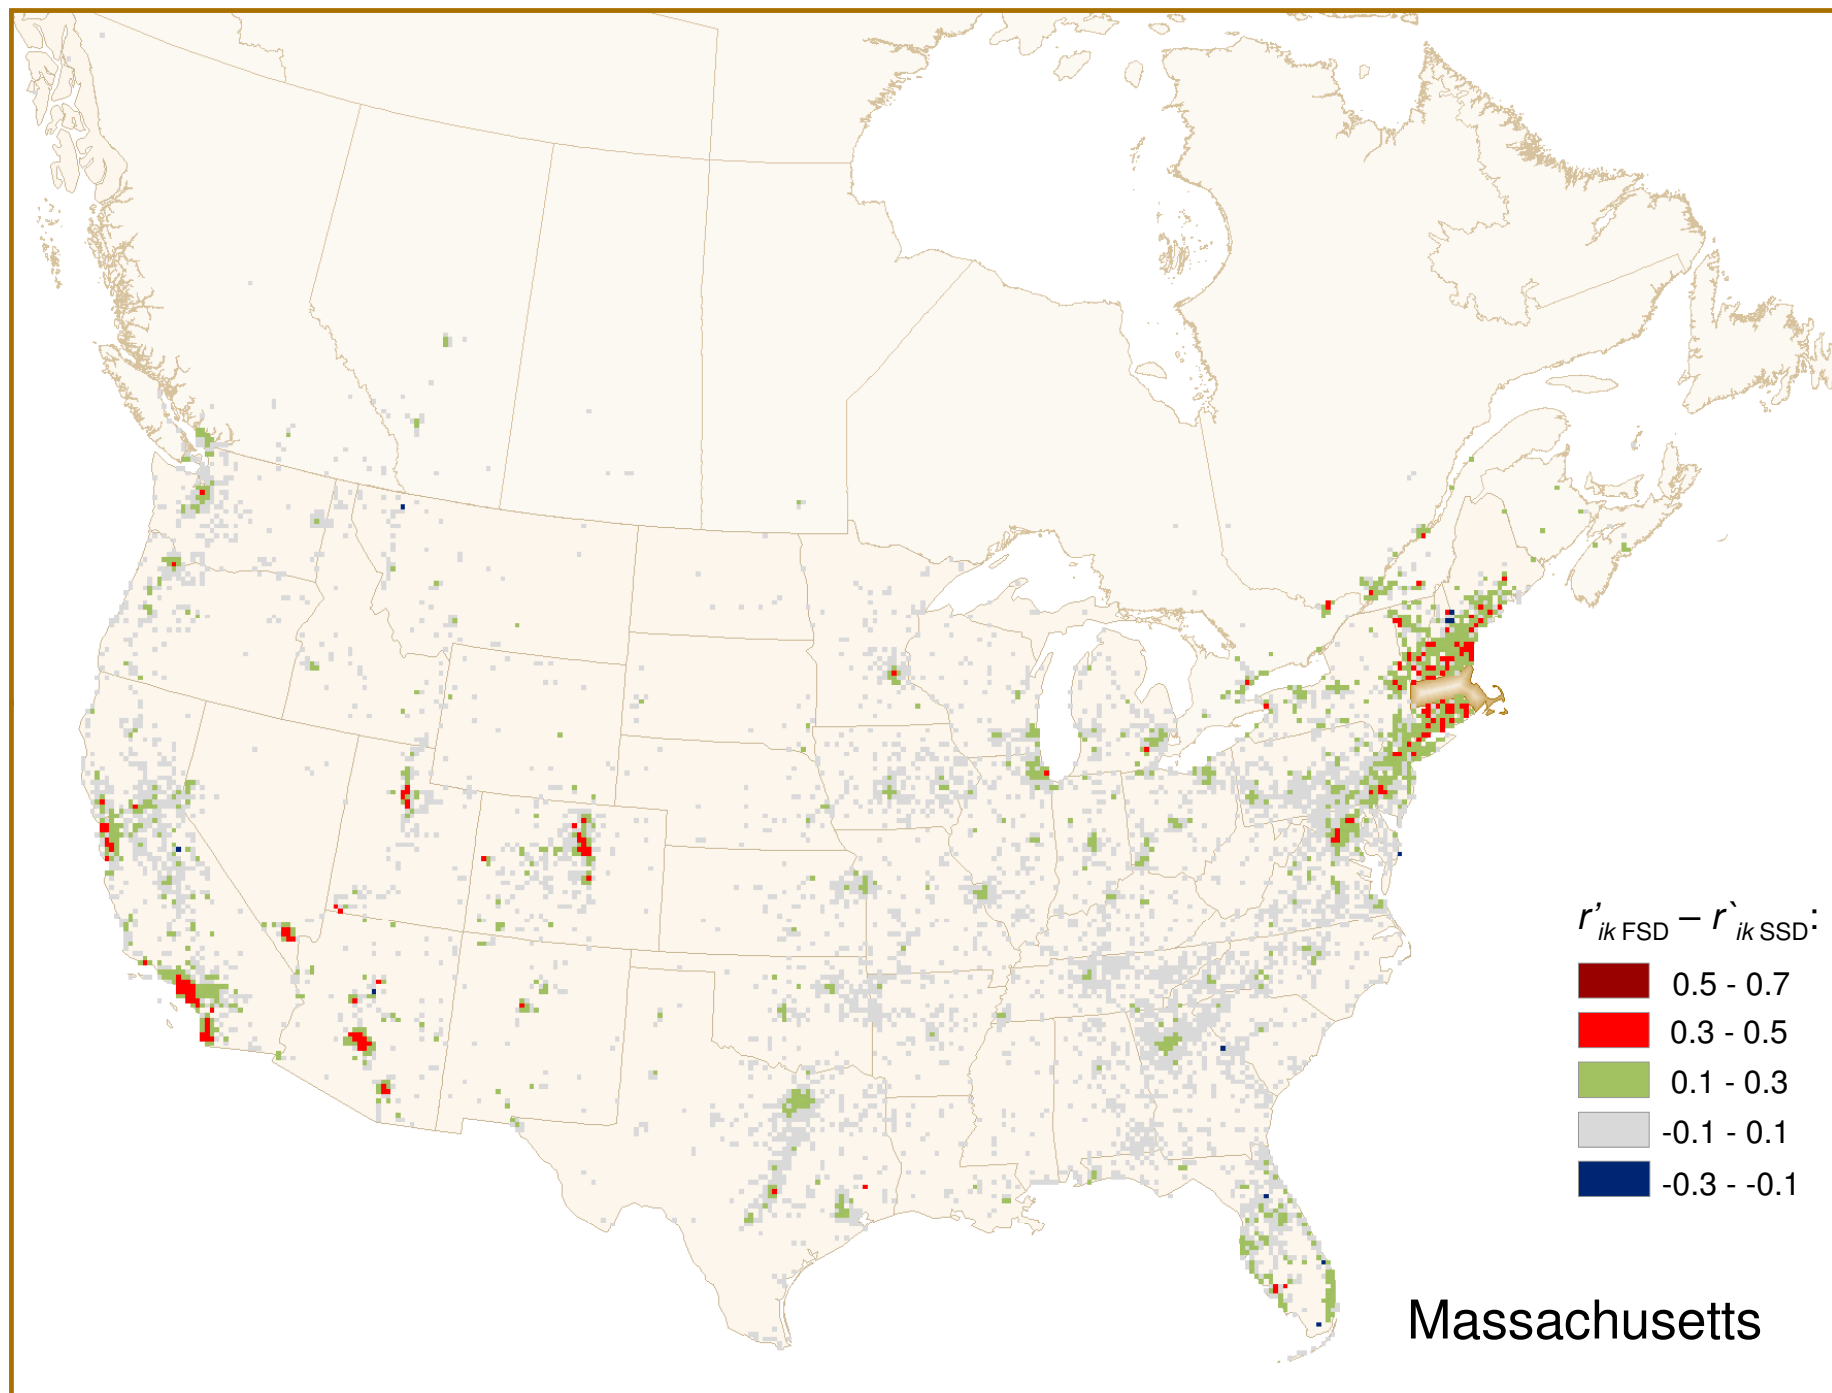 r'ik FSD – r`ik SSD:
0.5 - 0.7
0.3 - 0.5
0.1 - 0.3
-0.1 - 0.1
-0.3 - -0.1
Massachusetts